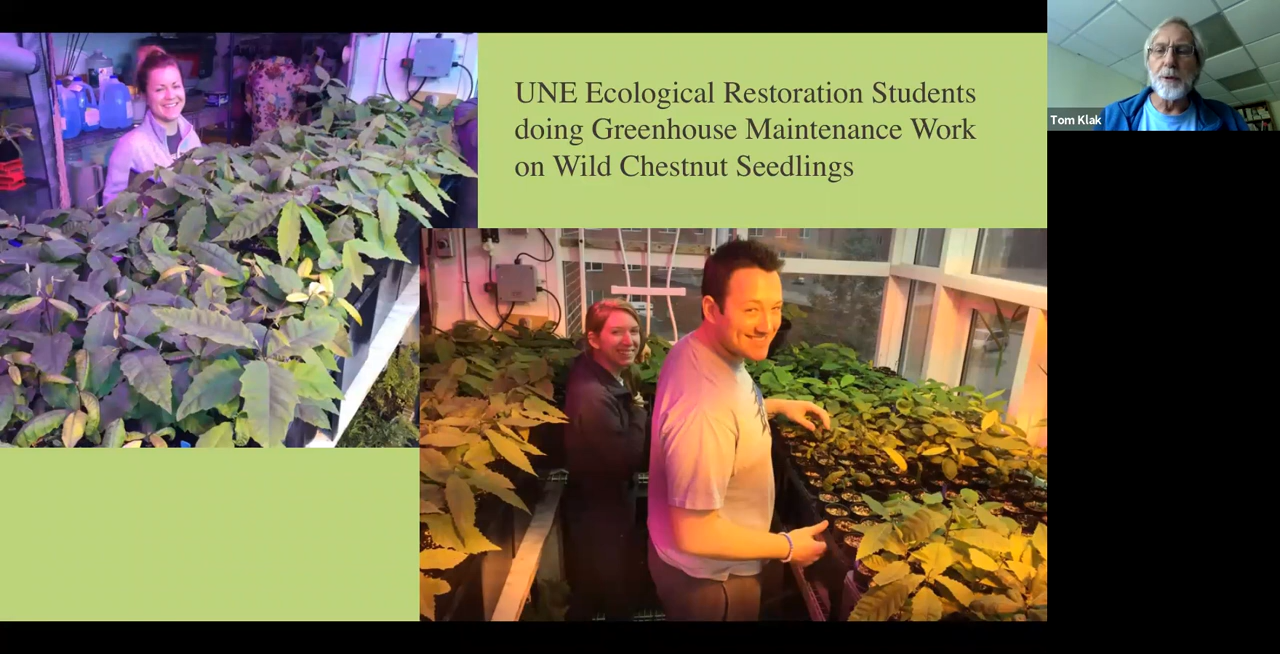 UNE Ecological Restoration Students
doing Greenhouse Maintenance Work
on Wild Chestnut Seedlings
Tom Klak